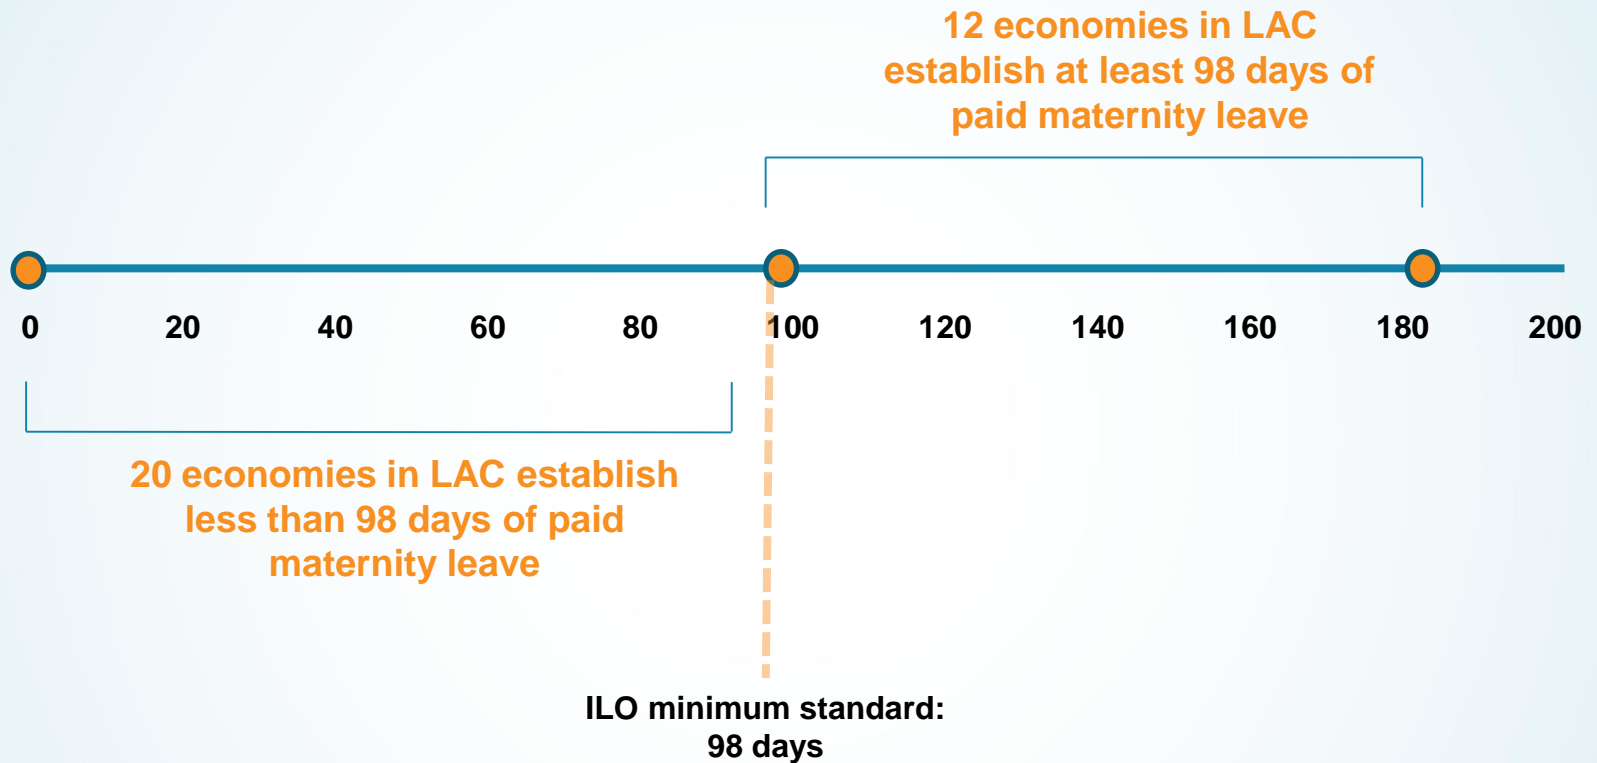 12 economies in LAC
establish at least 98 days of
paid maternity leave
0 20 40 60 80 100 120 140 160 180 200
20 economies in LAC establish
less than 98 days of paid
maternity leave
ILO minimum standard:
98 days